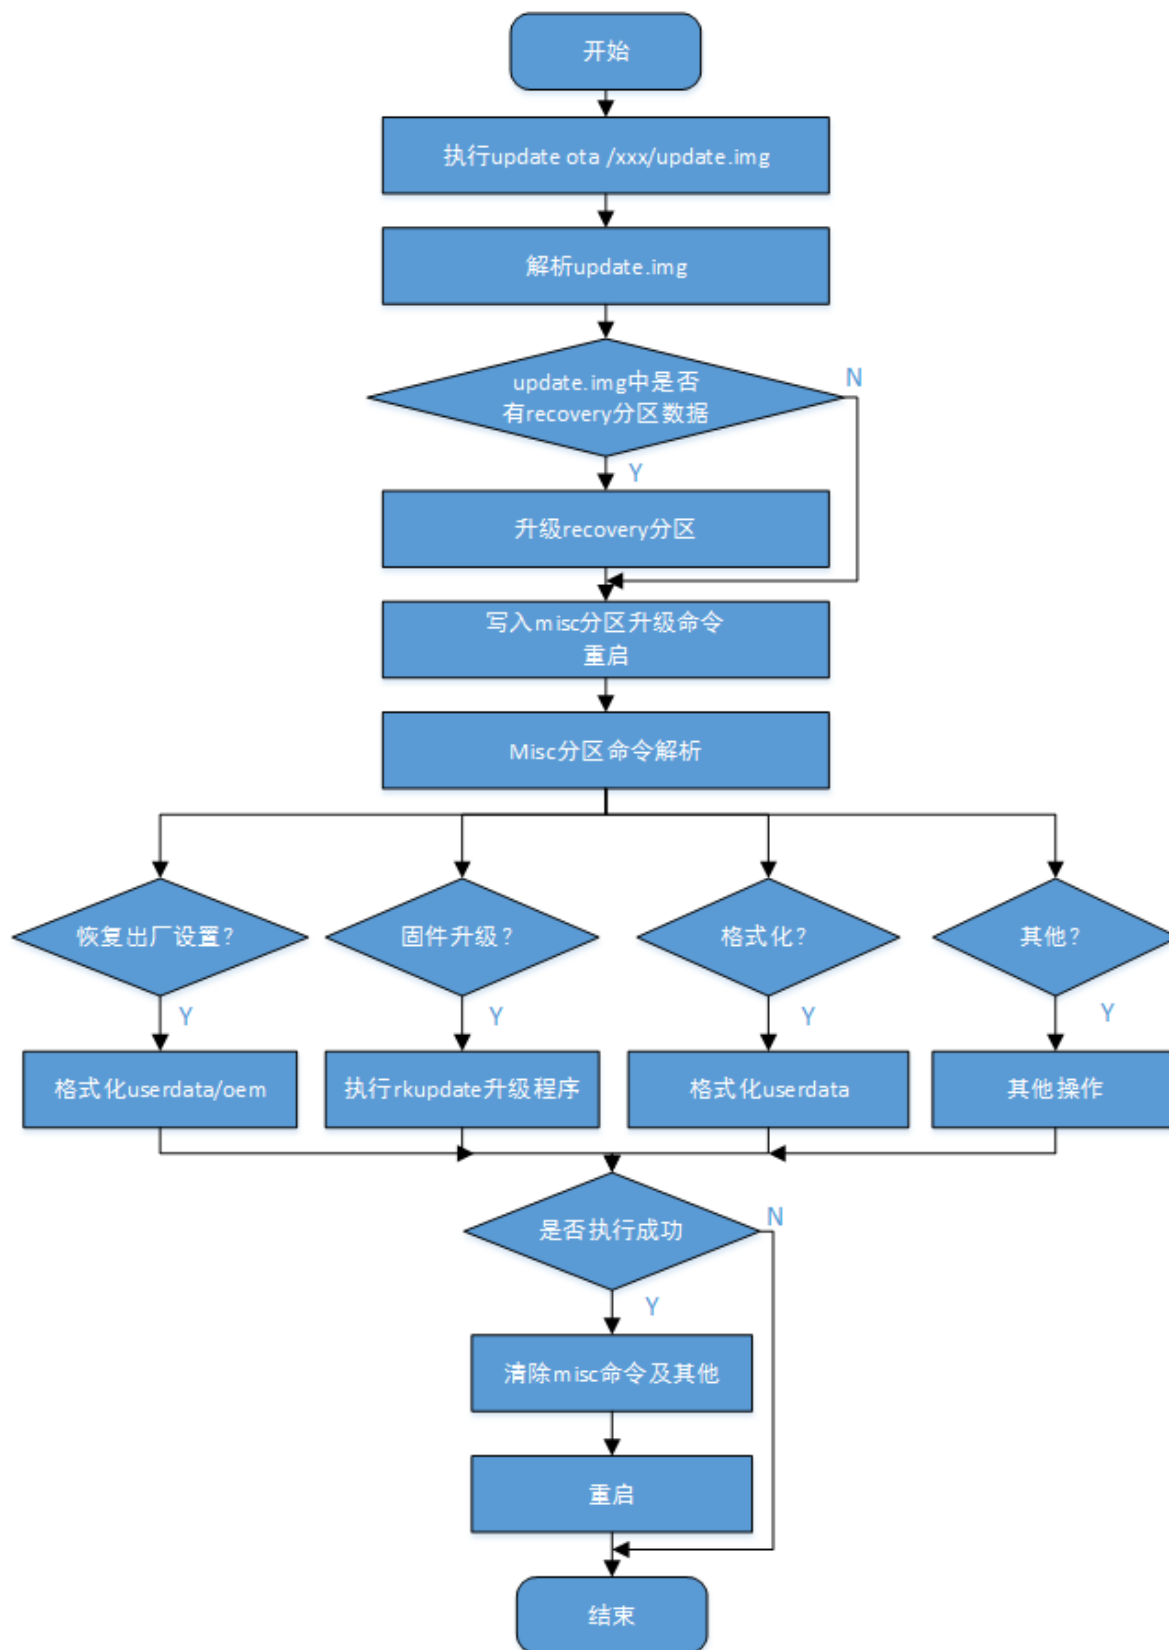 开始
执行update ota /xxx/update.img
解析update.img
update.img中是否
有recovery分区数据
N
Y
升级recovery分区
写入misc分区升级命令
重启
Misc分区命令解析
恢复出厂设置?
固件升级?
格式化?
其他?
Y
Y
Y
Y
格式化userdata/oem
执行rkupdate升级程序
格式化userdata
其他操作
是否执行成功
N
Y
清除misc命令及其他
重启
结束